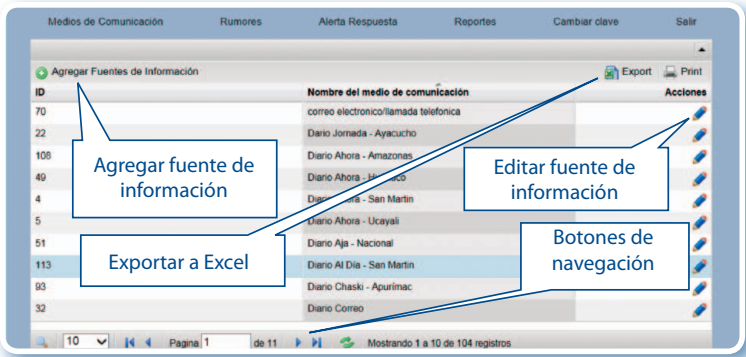 Medios de Comunicación Rumores Alerta Respuesta Reportes Cambiar clave Salir
Agregar Fuentes de Información Export Print
ID Nombre del medio de comunicación Acciones
70 correo electronico/llamada telefonica
22 Dario Jornada - Ayacucho
108 Diario Ahora - Amazonas
49 Diario Ahora -
4 - San Martin
5 Diario Ahora - Ucayali
51 Diario Aja - Nacional
113 Diario Al Día - San Martin
93 Diario Chaski - Apurímac
32 Diario Correo
Agregar fuente de
información
Editar fuente de
información
Exportar a Excel
Botones de
navegación
10 Pagina 1 de 11 Mostrando 1 a 10 de 104 registros